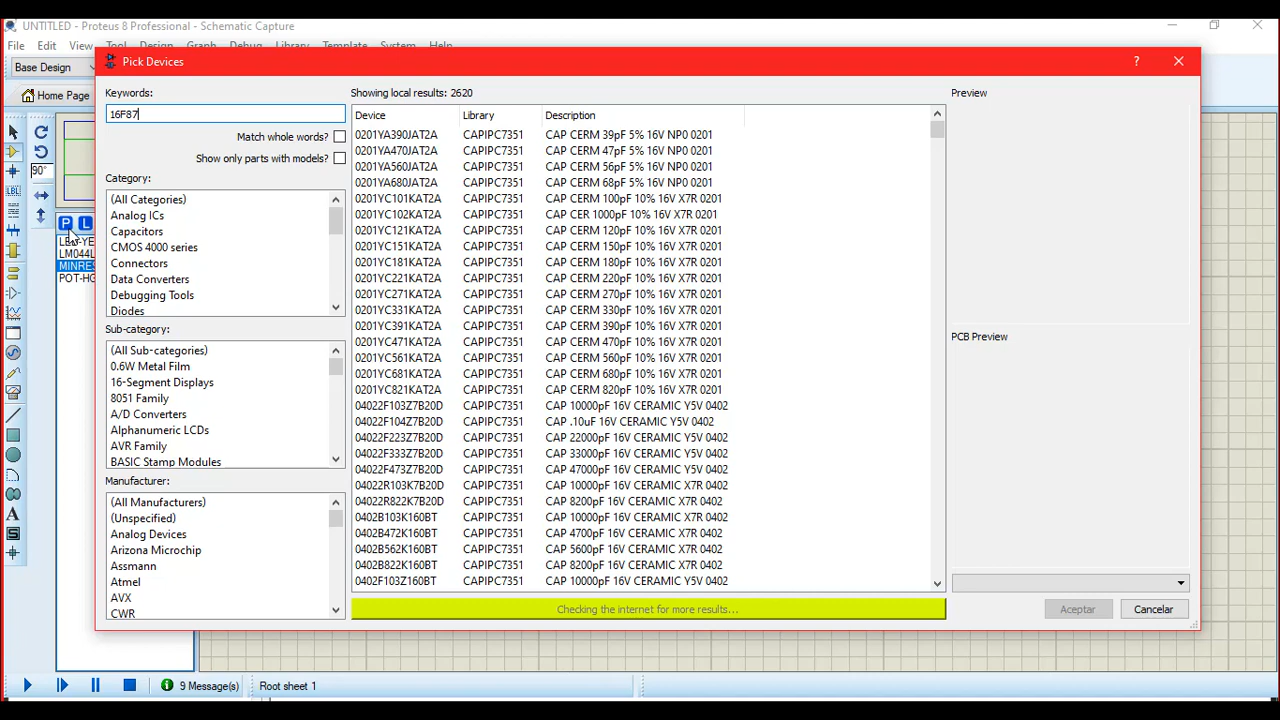 UNTITLED - Proteus 8 Professional - Schematic Capture
File Edit View Tool Design Graph Debug Library Template System Help
Base Design
Home Page
90°
P L
LM044L
MINRES
POT-HG
Pick Devices
?
Keywords:
16F87
Match whole words?
Show only parts with models?
Category:
(All Categories)
Analog ICs
Capacitors
CMOS 4000 series
Connectors
Data Converters
Debugging Tools
Diodes
Sub-category:
(All Sub-categories)
0.6W Metal Film
16-Segment Displays
8051 Family
A/D Converters
Alphanumeric LCDs
AVR Family
BASIC Stamp Modules
Manufacturer:
(All Manufacturers)
(Unspecified)
Analog Devices
Arizona Microchip
Assmann
Atmel
AVX
CWR
Showing local results: 2620
Device Library Description
0201YA390JAT2A CAPIPC7351 CAP CERM 39pF 5% 16V NP0 0201
0201YA470JAT2A CAPIPC7351 CAP CERM 47pF 5% 16V NP0 0201
0201YA560JAT2A CAPIPC7351 CAP CERM 56pF 5% 16V NP0 0201
0201YA680JAT2A CAPIPC7351 CAP CERM 68pF 5% 16V NP0 0201
0201YC101KAT2A CAPIPC7351 CAP CERM 100pF 10% 16V X7R 0201
0201YC102KAT2A CAPIPC7351 CAP CER 1000pF 10% 16V X7R 0201
0201YC121KAT2A CAPIPC7351 CAP CERM 120pF 10% 16V X7R 0201
0201YC151KAT2A CAPIPC7351 CAP CERM 150pF 10% 16V X7R 0201
0201YC181KAT2A CAPIPC7351 CAP CERM 180pF 10% 16V X7R 0201
0201YC221KAT2A CAPIPC7351 CAP CERM 220pF 10% 16V X7R 0201
0201YC271KAT2A CAPIPC7351 CAP CERM 270pF 10% 16V X7R 0201
0201YC331KAT2A CAPIPC7351 CAP CERM 330pF 10% 16V X7R 0201
0201YC391KAT2A CAPIPC7351 CAP CERM 390pF 10% 16V X7R 0201
0201YC471KAT2A CAPIPC7351 CAP CERM 470pF 10% 16V X7R 0201
0201YC561KAT2A CAPIPC7351 CAP CERM 560pF 10% 16V X7R 0201
0201YC681KAT2A CAPIPC7351 CAP CERM 680pF 10% 16V X7R 0201
0201YC821KAT2A CAPIPC7351 CAP CERM 820pF 10% 16V X7R 0201
04022F103Z7B20D CAPIPC7351 CAP 10000pF 16V CERAMIC Y5V 0402
04022F104Z7B20D CAPIPC7351 CAP .10uF 16V CERAMIC Y5V 0402
04022F223Z7B20D CAPIPC7351 CAP 22000pF 16V CERAMIC Y5V 0402
04022F333Z7B20D CAPIPC7351 CAP 33000pF 16V CERAMIC Y5V 0402
04022F473Z7B20D CAPIPC7351 CAP 47000pF 16V CERAMIC Y5V 0402
04022R103K7B20D CAPIPC7351 CAP 10000pF 16V CERAMIC X7R 0402
04022R822K7B20D CAPIPC7351 CAP 8200pF 16V CERAMIC X7R 0402
0402B103K160BT CAPIPC7351 CAP 10000pF 16V CERAMIC X7R 0402
0402B472K160BT CAPIPC7351 CAP 4700pF 16V CERAMIC X7R 0402
0402B562K160BT CAPIPC7351 CAP 5600pF 16V CERAMIC X7R 0402
0402B822K160BT CAPIPC7351 CAP 8200pF 16V CERAMIC X7R 0402
0402F103Z160BT CAPIPC7351 CAP 10000pF 16V CERAMIC Y5V 0402
Checking the internet for more results...
Preview
PCB Preview
Aceptar Cancelar
LBL
A
S
9 Message(s)
Root sheet 1